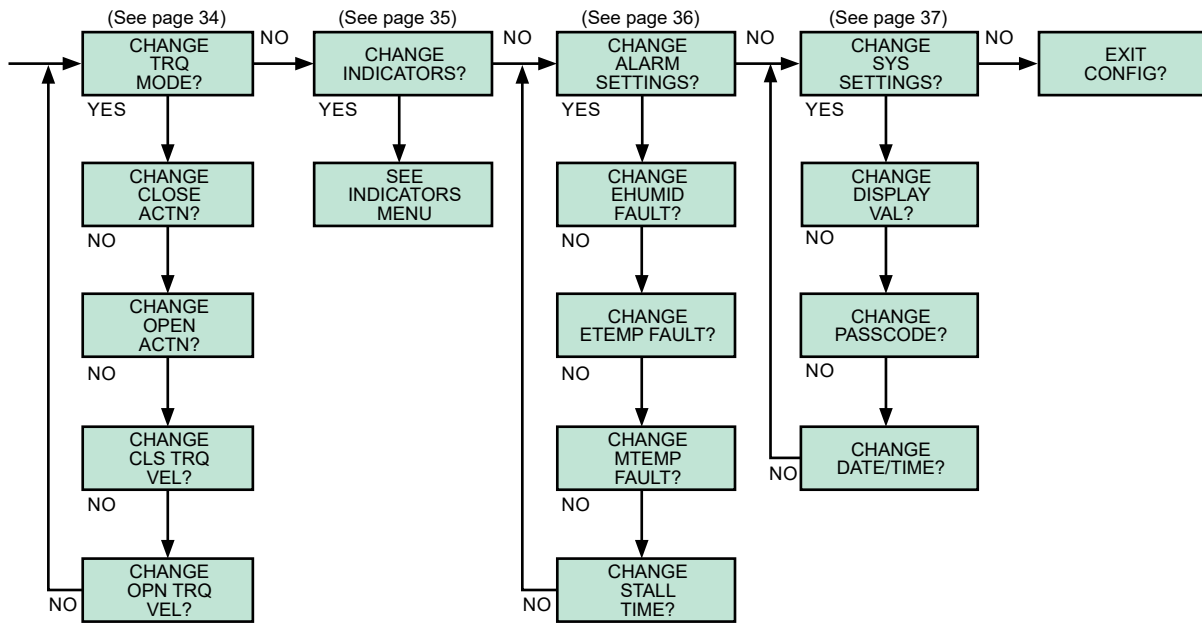 (See page 34)
CHANGE
TRQ
MODE?
NO
YES
CHANGE
CLOSE
ACTN?
NO
CHANGE
OPEN
ACTN?
NO
CHANGE
CLS TRQ
VEL?
NO
CHANGE
OPN TRQ
VEL?
NO
(See page 35)
CHANGE
INDICATORS?
NO
YES
SEE
INDICATORS
MENU
(See page 36)
CHANGE
ALARM
SETTINGS?
NO
YES
CHANGE
EHUMID
FAULT?
NO
CHANGE
ETEMP FAULT?
NO
CHANGE
MTEMP
FAULT?
NO
CHANGE
STALL
TIME?
NO
(See page 37)
CHANGE
SYS
SETTINGS?
NO
YES
CHANGE
DISPLAY
VAL?
NO
CHANGE
PASSCODE?
NO
CHANGE
DATE/TIME?
NO
EXIT
CONFIG?